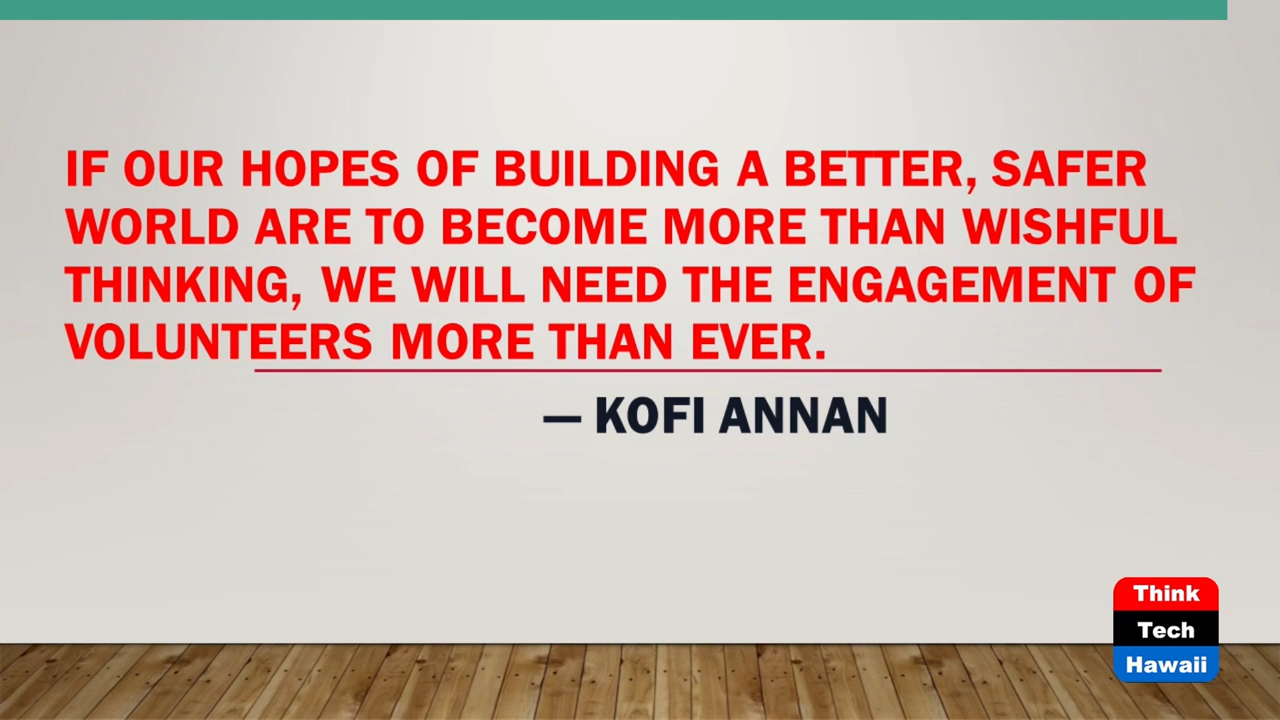 IF OUR HOPES OF BUILDING A BETTER, SAFER
WORLD ARE TO BECOME MORE THAN WISHFUL
THINKING, WE WILL NEED THE ENGAGEMENT OF
VOLUNTEERS MORE THAN EVER.
— KOFI ANNAN
Think
Tech
Hawaii